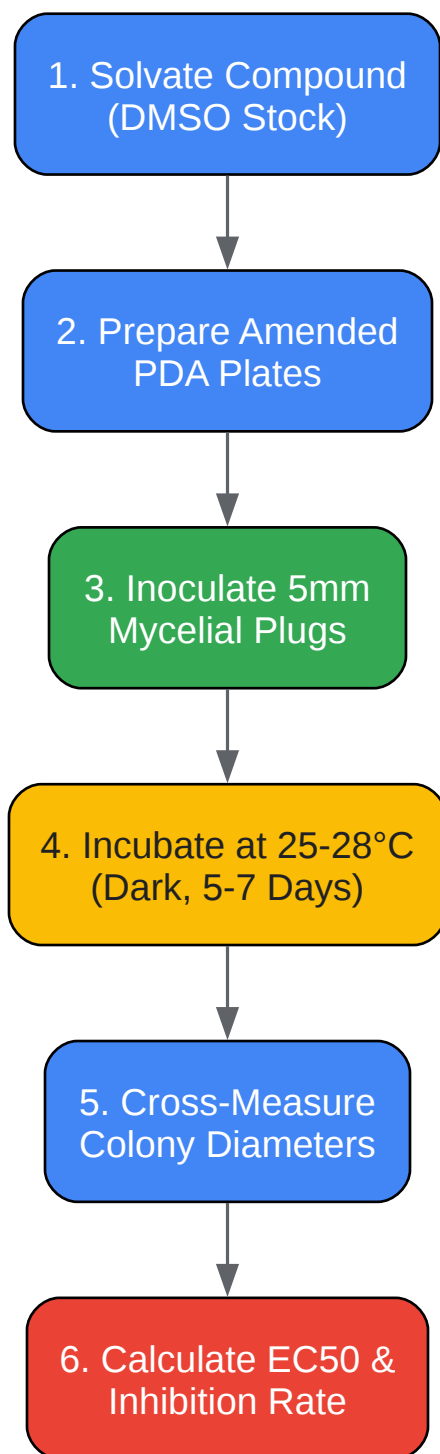 1. Solvate Compound
(DMSO Stock)
2. Prepare Amended
PDA Plates
3. Inoculate 5mm
Mycelial Plugs
4. Incubate at 25-28°C
(Dark, 5-7 Days)
5. Cross-Measure
Colony Diameters
6. Calculate EC50 &
Inhibition Rate